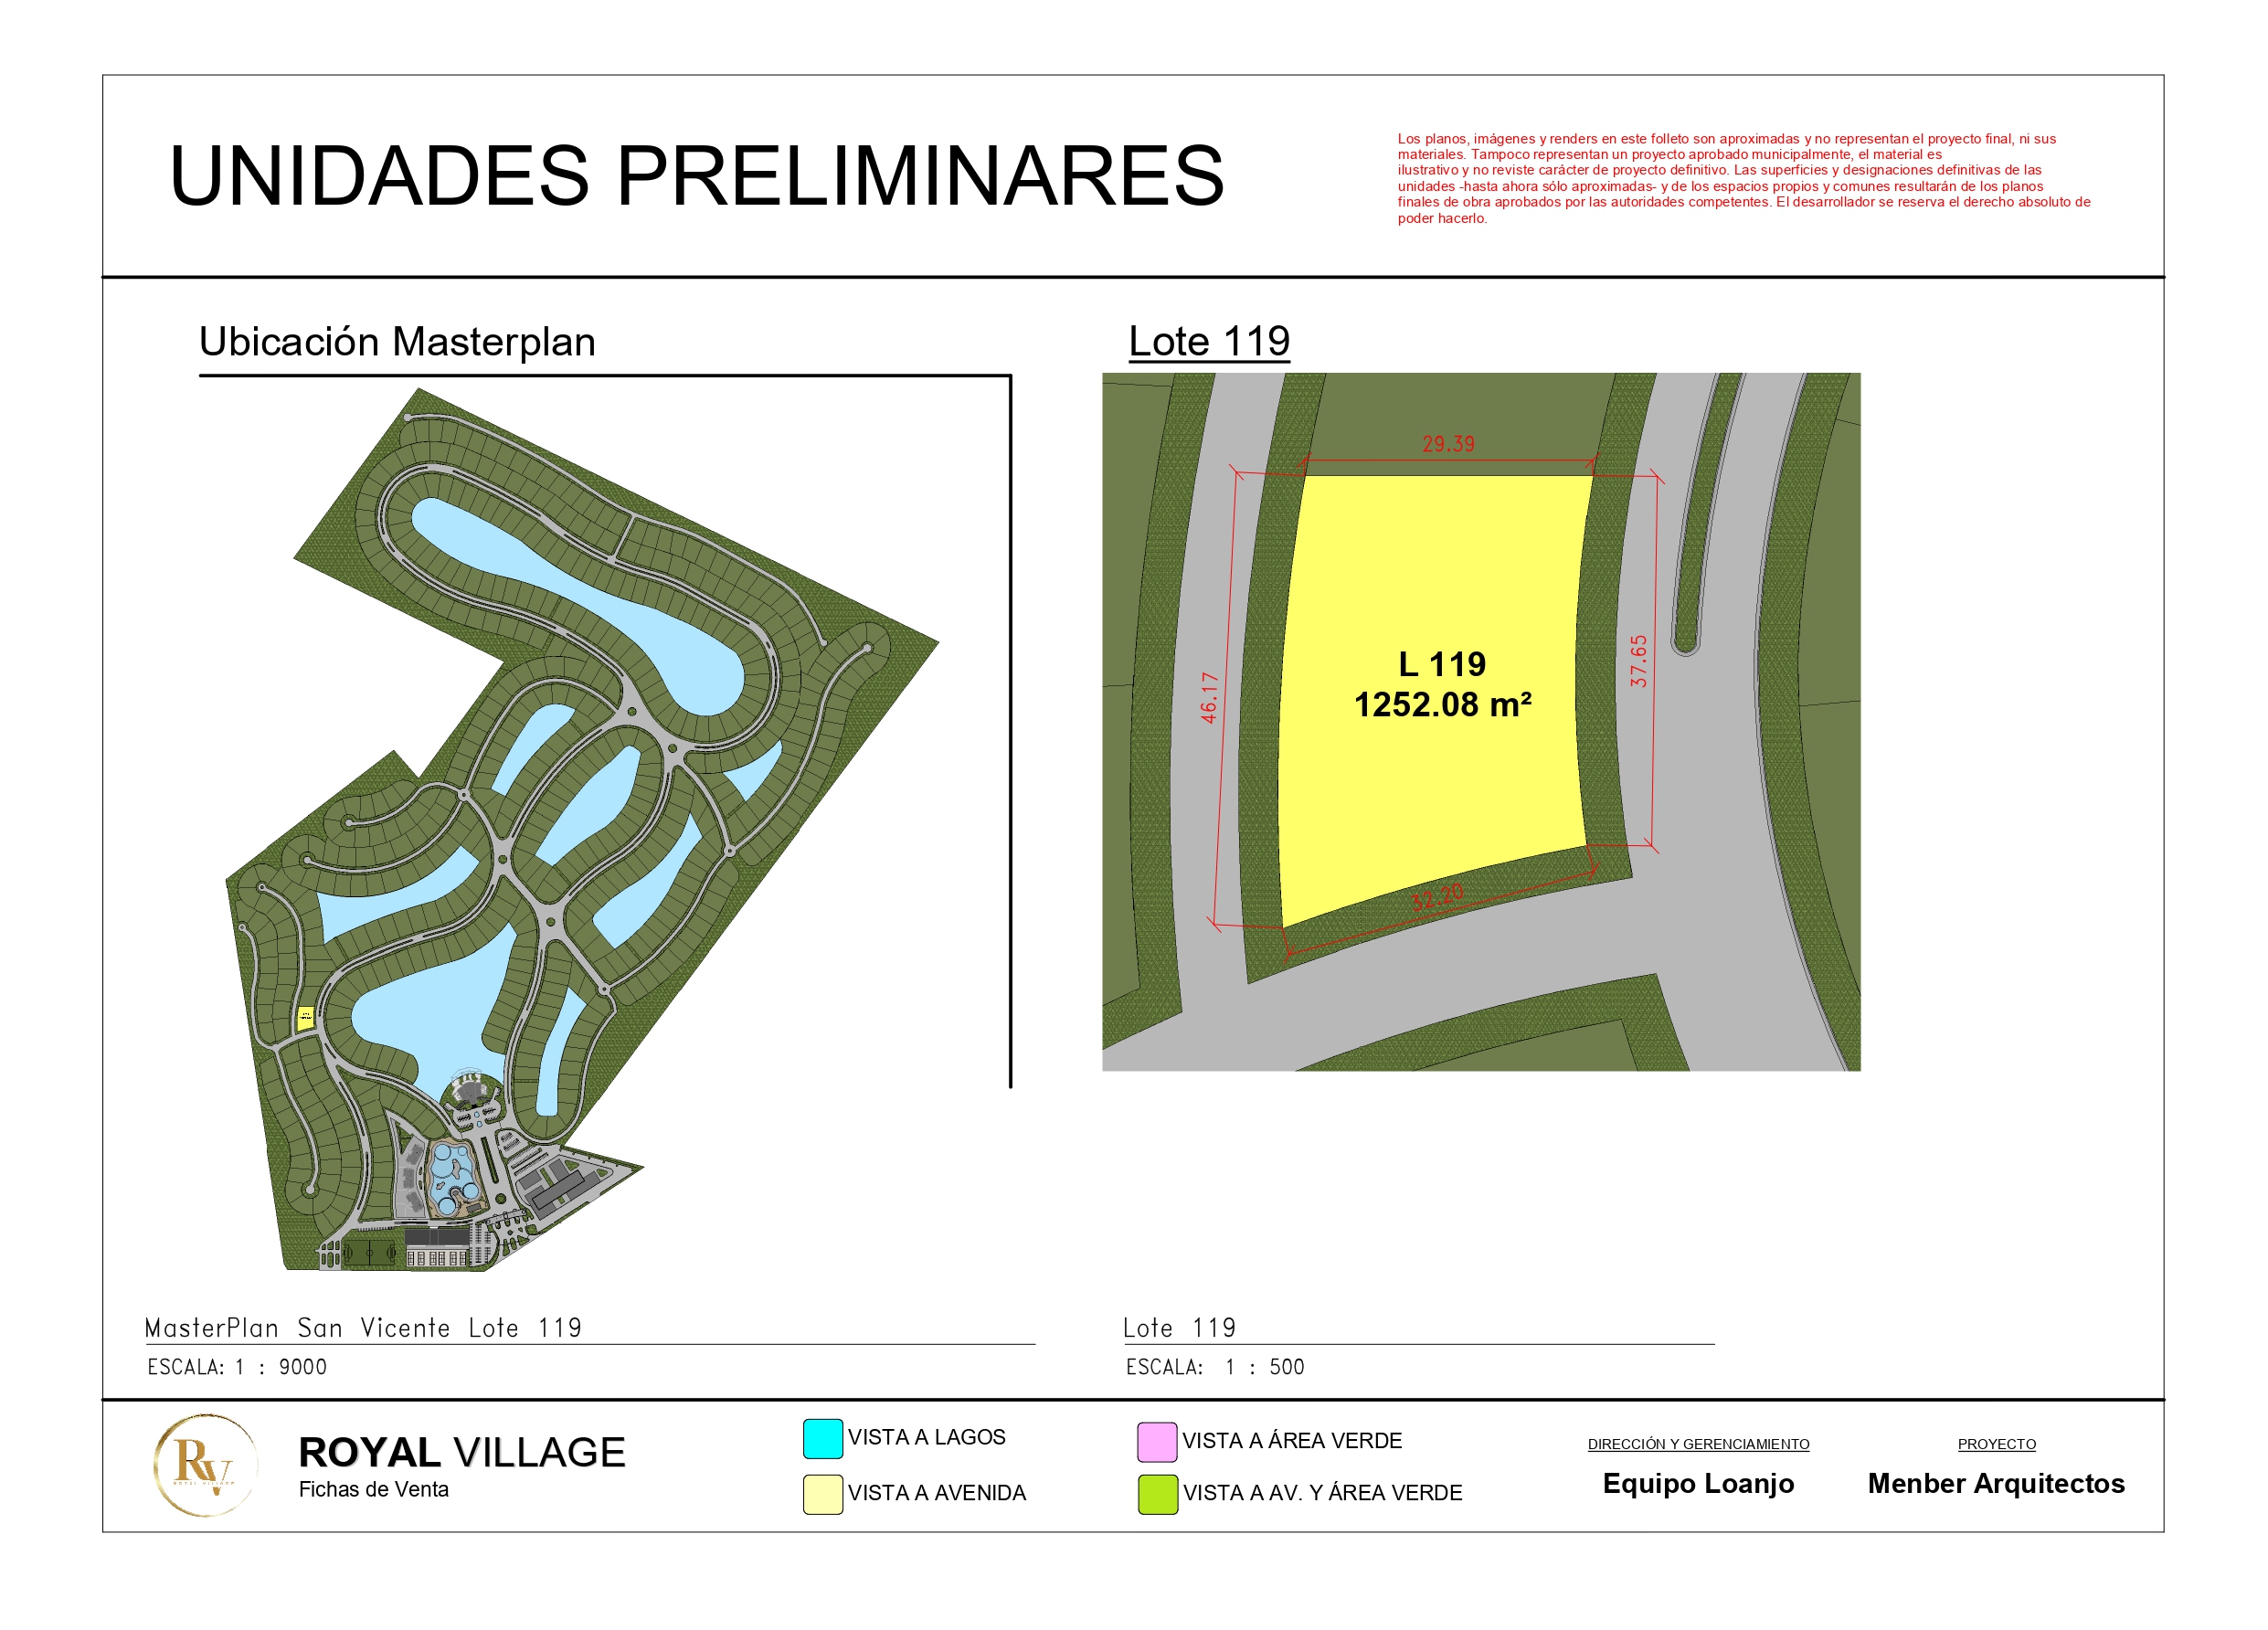 UNIDADES PRELIMINARES
Los planos, imágenes y renders en este folleto son aproximadas y no representan el proyecto final, ni sus
materiales. Tampoco representan un proyecto aprobado municipalmente, el material es
ilustrativo y no reviste carácter de proyecto definitivo. Las superficies y designaciones definitivas de las
unidades -hasta ahora sólo aproximadas- y de los espacios propios y comunes resultarán de los planos
finales de obra aprobados por las autoridades competentes. El desarrollador se reserva el derecho absoluto de
poder hacerlo.
Ubicación Masterplan
Lote 119
29.39
46.17
37.65
L 119
1252.08 m²
32.20
MasterPlan San Vicente Lote 119
ESCALA: 1 : 9000
Lote 119
ESCALA: 1 : 500
RV
ROYAL VILLAGE
ROYAL VILLAGE
Fichas de Venta
VISTA A LAGOS
VISTA A AVENIDA
VISTA A ÁREA VERDE
VISTA A AV. Y ÁREA VERDE
DIRECCIÓN Y GERENCIAMIENTO
Equipo Loanjo
PROYECTO
Menber Arquitectos